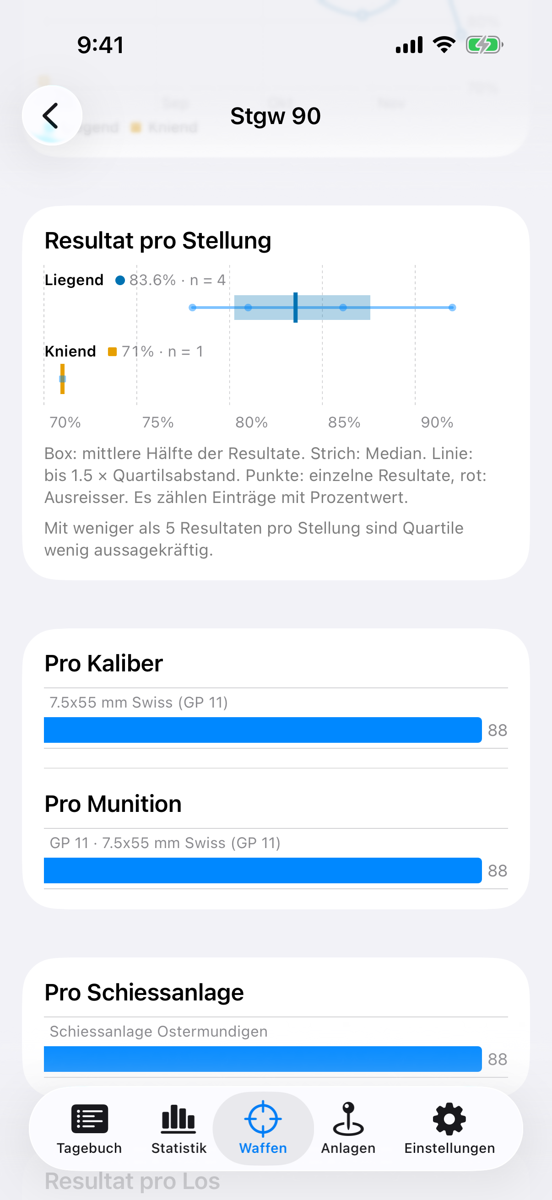 9:41
Stgw 90
Kniend
Resultat pro Stellung
Liegend 83.6% · n = 4
Kniend 71% · n = 1
70% 75% 80% 85% 90%
Box: mittlere Hälfte der Resultate. Strich: Median. Linie:
bis 1.5 × Quartilsabstand. Punkte: einzelne Resultate, rot:
Ausreisser. Es zählen Einträge mit Prozentwert.
Mit weniger als 5 Resultaten pro Stellung sind Quartile
wenig aussagekräftig.
Pro Kaliber
7.5x55 mm Swiss (GP 11)
88
Pro Munition
GP 11 · 7.5x55 mm Swiss (GP 11)
88
Pro Schiessanlage
Schiessanlage Ostermundigen
88
Tagebuch Statistik Waffen Anlagen Einstellungen
Resultat pro Los